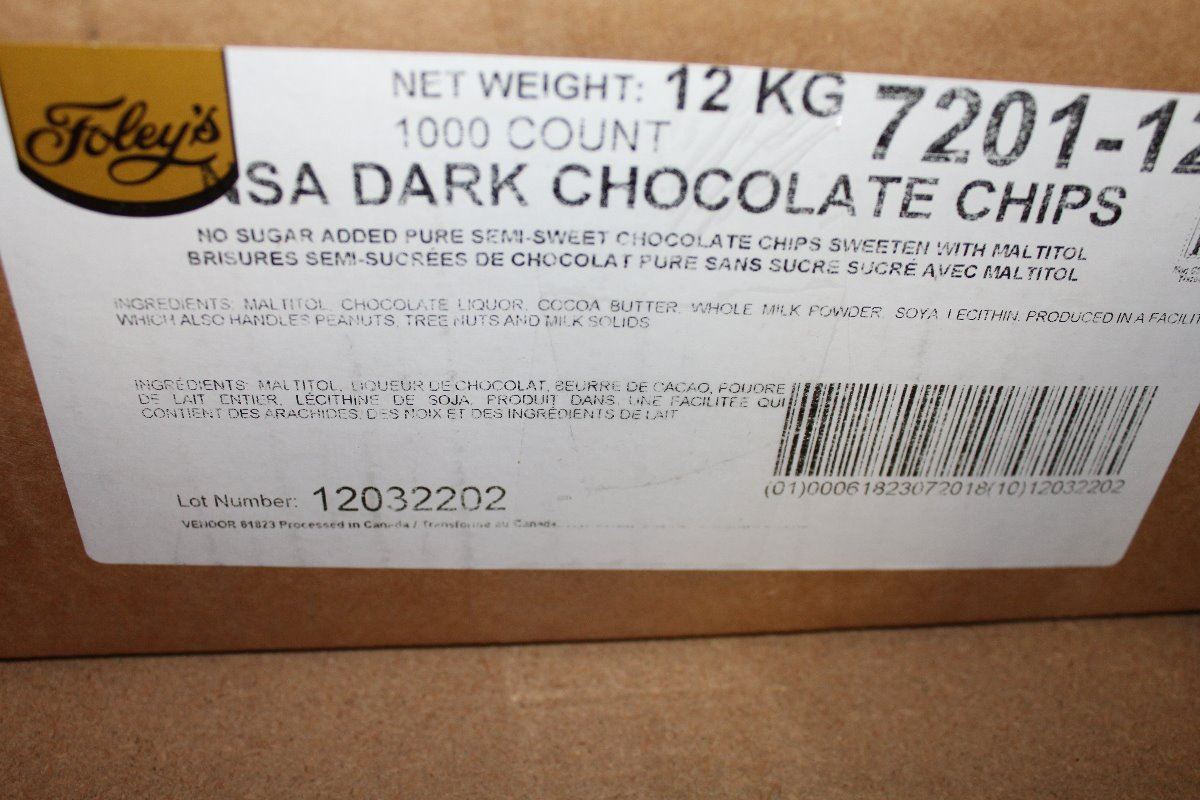 Foley's
NET WEIGHT: 12 KG
7201-12
1000 COUNT
NSA DARK CHOCOLATE CHIPS
NO SUGAR ADDED PURE SEMI-SWEET CHOCOLATE CHIPS SWEETEN WITH MALTITOL
BRISURES SEMI-SUCRÉES DE CHOCOLAT PURE SANS SUCRE SUCRÉ AVEC MALTITOL
INGREDIENTS: MALTITOL, CHOCOLATE LIQUOR, COCOA BUTTER, WHOLE MILK POWDER, SOYA LECITHIN. PRODUCED IN A FACILIT
WHICH ALSO HANDLES PEANUTS, TREE NUTS AND MILK SOLIDS
INGRÉDIENTS: MALTITOL, LIQUEUR DE CHOCOLAT, BEURRE DE CACAO, POUDRE
DE LAIT ENTIER, LÉCITHINE DE SOJA. PRODUIT DANS UNE FACILITÉE QUI
CONTIENT DES ARACHIDES, DES NOIX ET DES INGRÉDIENTS DE LAIT
(01)00061823072018(10)12032202
Lot Number: 12032202
VENDOR 61823 Processed in Canada / Transforme au Canada